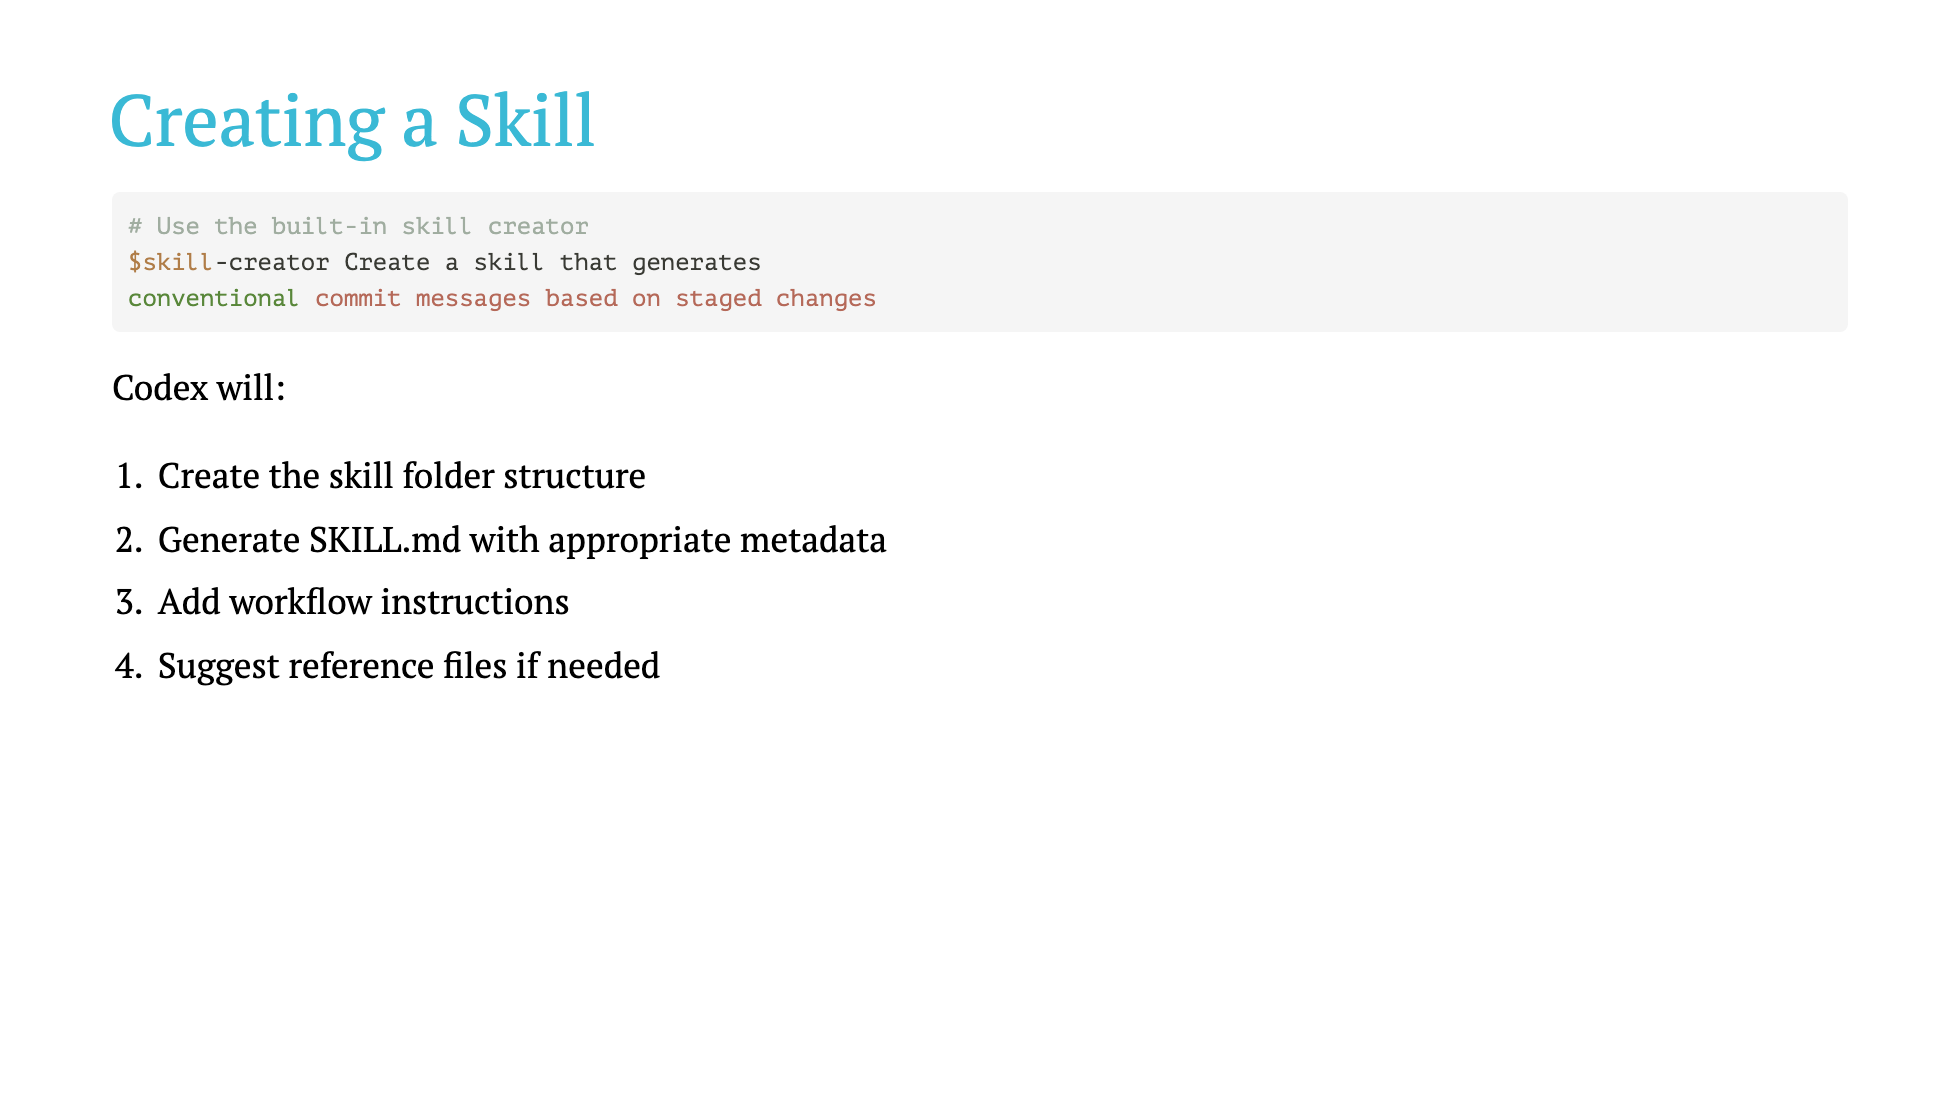 Creating a Skill
# Use the built-in skill creator
$skill-creator Create a skill that generates
conventional commit messages based on staged changes
Codex will:
1. Create the skill folder structure
2. Generate SKILL.md with appropriate metadata
3. Add workflow instructions
4. Suggest reference files if needed